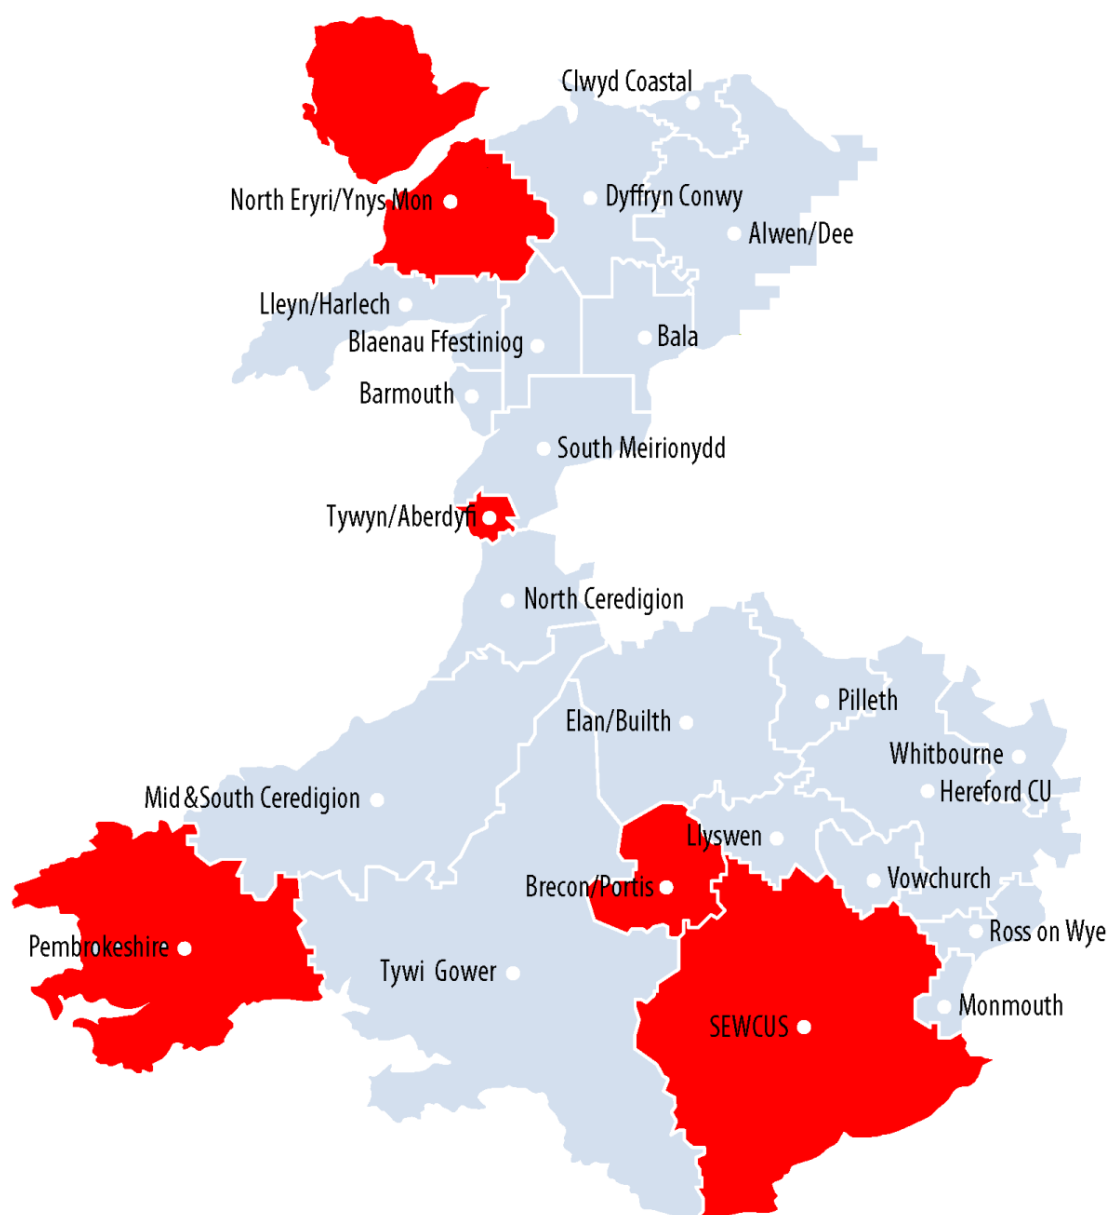 Clwyd Coastal
North Eryri/Ynys Mon
Dyffryn Conwy
Alwen/Dee
Lleyn/Harlech
Blaenau Ffestiniog
Bala
Barmouth
South Meirionydd
Tywyn/Aberdyfi
North Ceredigion
Pilleth
Elan/Builth
Whitbourne
Hereford CU
Mid&South Ceredigion
Llyswen
Brecon/Portis
Vowchurch
Ross on Wye
Pembrokeshire
Tywi Gower
Monmouth
SEWCUS